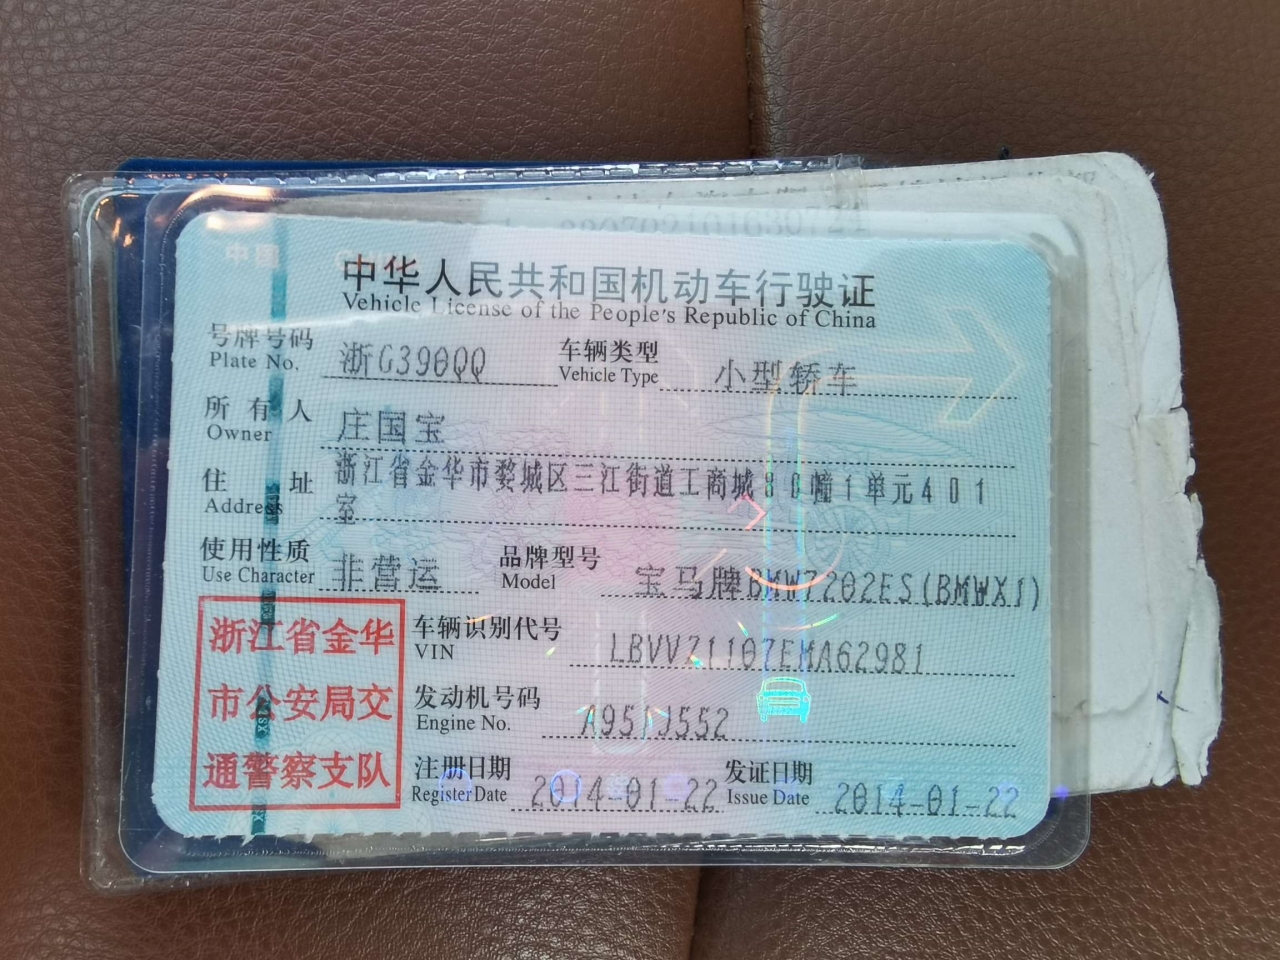 中国
330702101630724
中华人民共和国机动车行驶证
Vehicle License of the People's Republic of China
号牌号码 浙G390QQ 车辆类型 小型轿车
Plate No. Vehicle Type
所有人 庄国宝
Owner
住址 浙江省金华市婺城区三江街道工商城80幢1单元401
Address 室
使用性质 非营运 品牌型号 宝马牌BMW7202ES(BMWX1)
Use Character Model
浙江省金华
市公安局交
通警察支队
车辆识别代号 LBVVZ1107EMA62981
VIN
发动机号码 A9513552
Engine No.
注册日期 2014-01-22 发证日期 2014-01-22
Register Date Issue Date